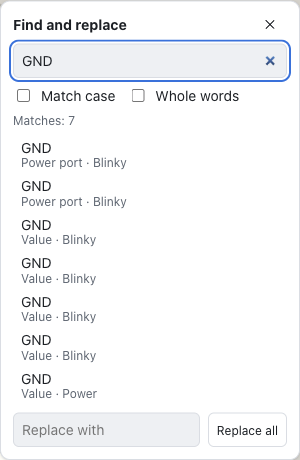 Find and replace
GND
Match case Whole words
Matches: 7
GND
Power port · Blinky
GND
Power port · Blinky
GND
Value · Blinky
GND
Value · Blinky
GND
Value · Blinky
GND
Value · Blinky
GND
Value · Power
Replace with Replace all